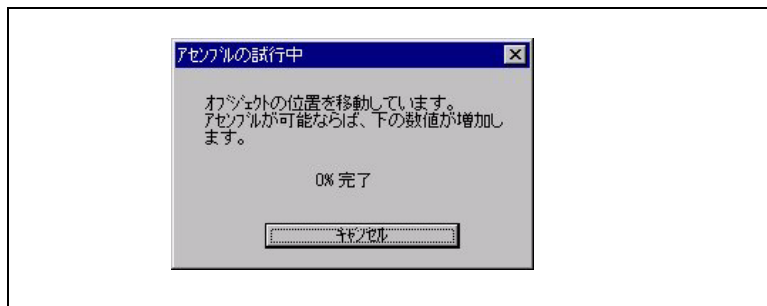 ｱｾﾝﾌﾞﾙの試行中
ｵﾌﾞｼﾞｪｸﾄの位置を移動しています。
ｱｾﾝﾌﾞﾙが可能ならば、下の数値が増加し
ます。
0% 完了
ｷｬﾝｾﾙ